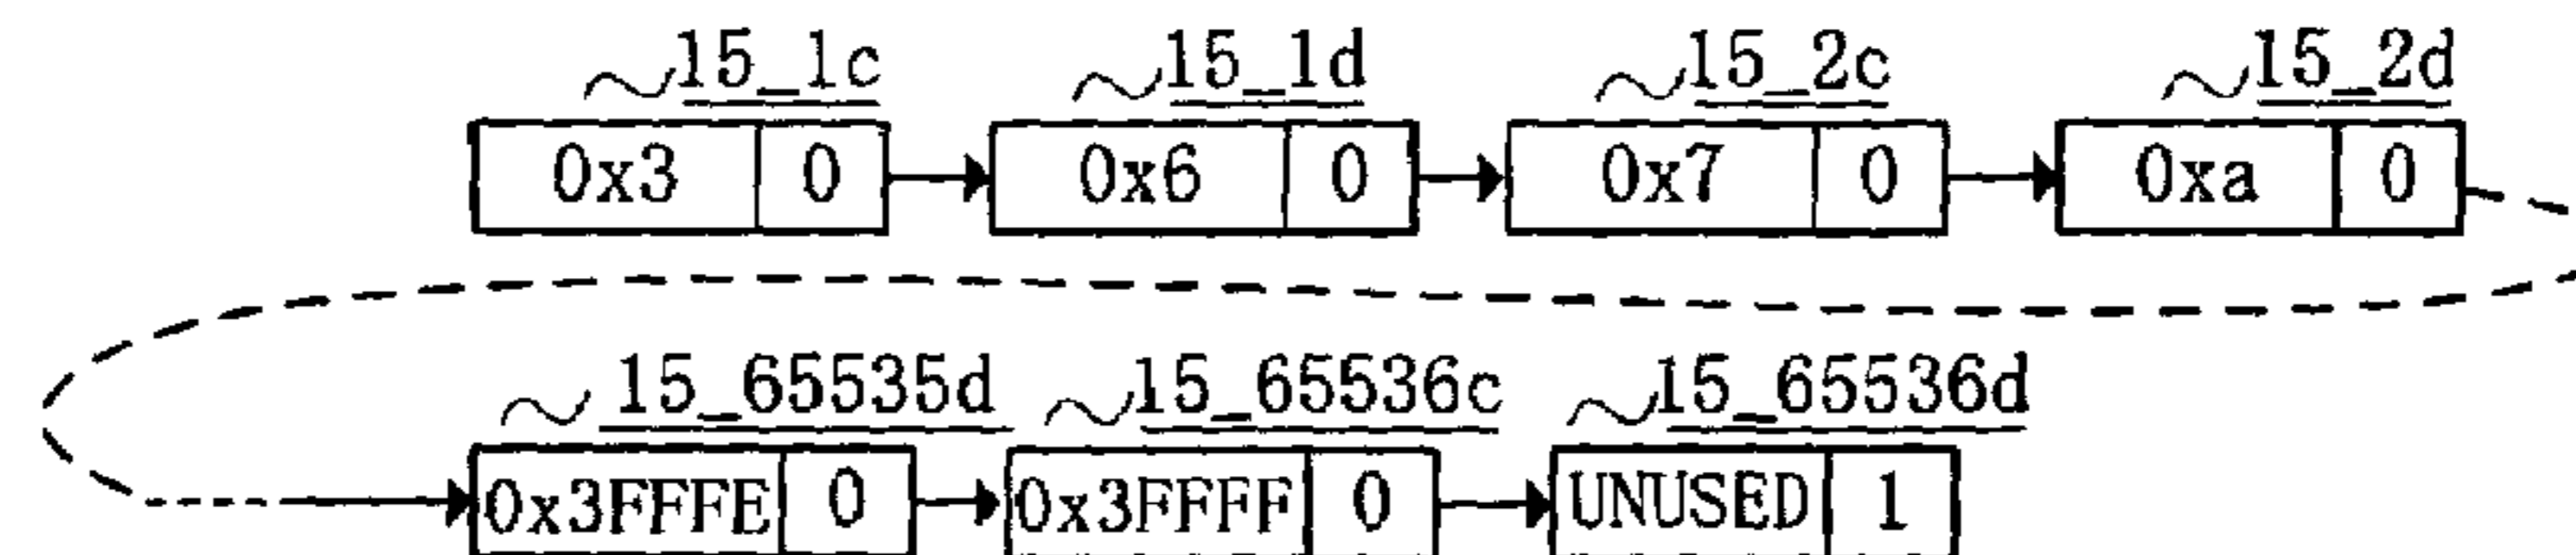 15_1c 15_1d 15_2c 15_2d
0x3 0 0x6 0 0x7 0 0xa 0
15_65535d 15_65536c 15_65536d
0x3FFFE 0 0x3FFFF 0 UNUSED 1